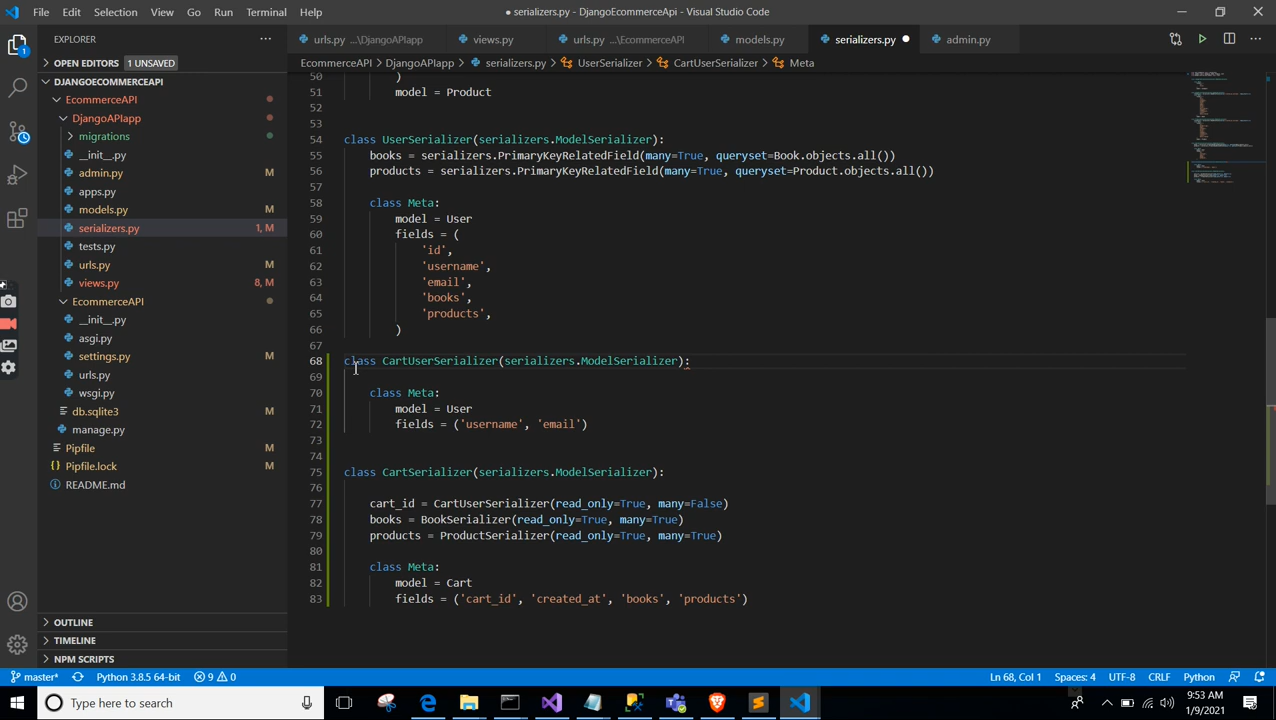 File Edit Selection View Go Run Terminal Help
● serializers.py - DjangoEcommerceApi - Visual Studio Code
EXPLORER ...
urls.py ...\DjangoAPIapp
views.py
urls.py ...\EcommerceAPI
models.py
serializers.py ●
admin.py
OPEN EDITORS 1 UNSAVED
EcommerceAPI > DjangoAPIapp > serializers.py > UserSerializer > CartUserSerializer > Meta
DJANGOECOMMERCEAPI
EcommerceAPI
DjangoAPIapp
migrations
__init__.py
admin.py M
apps.py
models.py M
serializers.py 1, M
tests.py
urls.py M
views.py 8, M
EcommerceAPI
__init__.py
asgi.py
settings.py M
urls.py
wsgi.py
db.sqlite3 M
manage.py
Pipfile M
Pipfile.lock M
README.md
OUTLINE
TIMELINE
NPM SCRIPTS
50 )
51 model = Product
52
53
54 class UserSerializer(serializers.ModelSerializer):
55 books = serializers.PrimaryKeyRelatedField(many=True, queryset=Book.objects.all())
56 products = serializers.PrimaryKeyRelatedField(many=True, queryset=Product.objects.all())
57
58 class Meta:
59 model = User
60 fields = (
61 'id',
62 'username',
63 'email',
64 'books',
65 'products',
66 )
67
68 class CartUserSerializer(serializers.ModelSerializer):
69
70 class Meta:
71 model = User
72 fields = ('username', 'email')
73
74
75 class CartSerializer(serializers.ModelSerializer):
76
77 cart_id = CartUserSerializer(read_only=True, many=False)
78 books = BookSerializer(read_only=True, many=True)
79 products = ProductSerializer(read_only=True, many=True)
80
81 class Meta:
82 model = Cart
83 fields = ('cart_id', 'created_at', 'books', 'products')
master* Python 3.8.5 64-bit 9 0 Ln 68, Col 1 Spaces: 4 UTF-8 CRLF Python
Type here to search
9:53 AM
1/9/2021